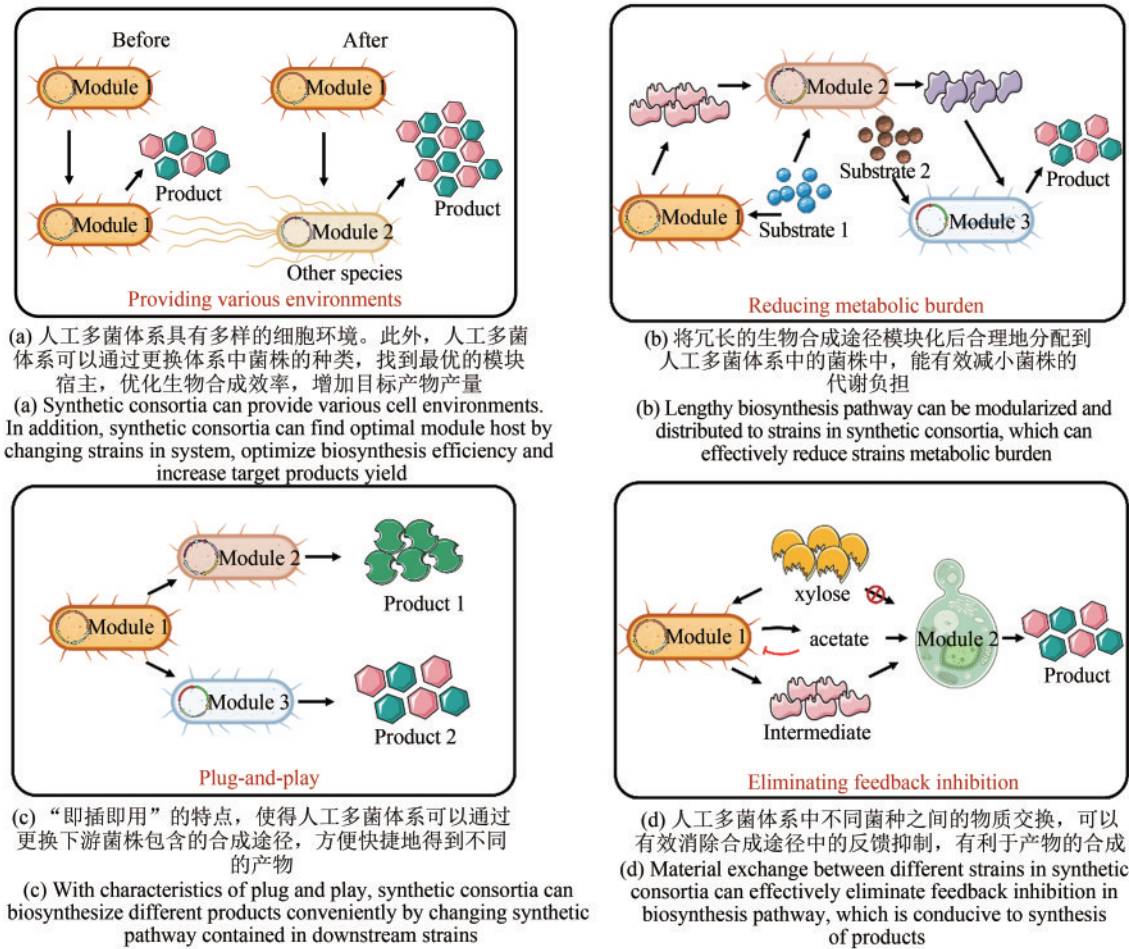 Before
After
Module 1
Module 1
Product
Product
Module 1
Module 2
Other species
Providing various environments
(a) 人工多菌体系具有多样的细胞环境。此外，人工多菌
体系可以通过更换体系中菌株的种类，找到最优的模块
宿主，优化生物合成效率，增加目标产物产量
(a) Synthetic consortia can provide various cell environments.
In addition, synthetic consortia can find optimal module host by
changing strains in system, optimize biosynthesis efficiency and
increase target products yield
Module 2
Substrate 2
Product
Module 1
Substrate 1
Module 3
Reducing metabolic burden
(b) 将冗长的生物合成途径模块化后合理地分配到
人工多菌体系中的菌株中，能有效减小菌株的
代谢负担
(b) Lengthy biosynthesis pathway can be modularized and
distributed to strains in synthetic consortia, which can
effectively reduce strains metabolic burden
Module 2
Product 1
Module 1
Module 3
Product 2
Plug-and-play
(c) “即插即用”的特点，使得人工多菌体系可以通过
更换下游菌株包含的合成途径，方便快捷地得到不同
的产物
(c) With characteristics of plug and play, synthetic consortia can
biosynthesize different products conveniently by changing synthetic
pathway contained in downstream strains
xylose
Module 1
acetate
Module 2
Product
Intermediate
Eliminating feedback inhibition
(d) 人工多菌体系中不同菌种之间的物质交换，可以
有效消除合成途径中的反馈抑制，有利于产物的合成
(d) Material exchange between different strains in synthetic
consortia can effectively eliminate feedback inhibition in
biosynthesis pathway, which is conducive to synthesis
of products